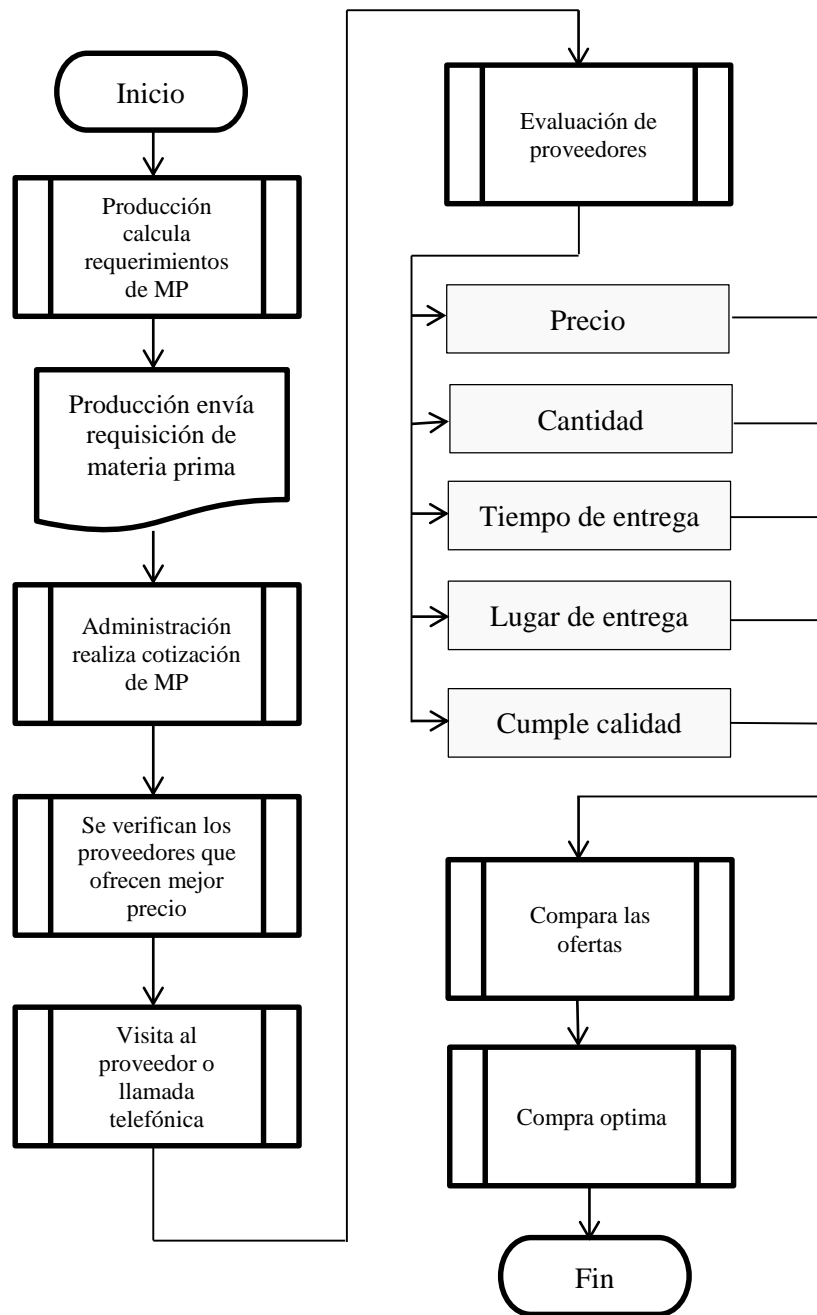 Inicio
Producción
calcula
requerimientos
de MP
Producción envía
requisición de
materia prima
Administración
realiza cotización
de MP
Se verifican los
proveedores que
ofrecen mejor
precio
Visita al
proveedor o
llamada
telefónica
Evaluación de
proveedores
Precio
Cantidad
Tiempo de entrega
Lugar de entrega
Cumple calidad
Compara las
ofertas
Compra optima
Fin